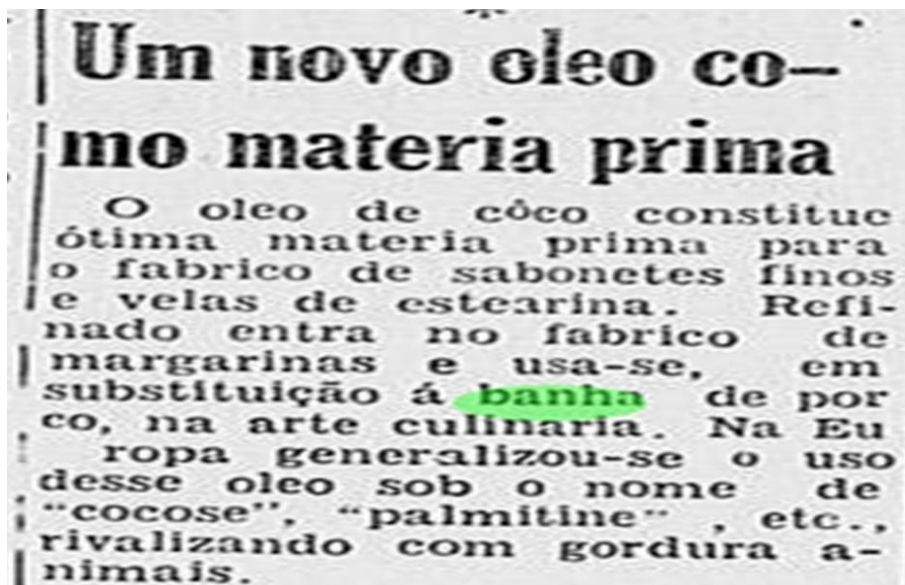 Um novo oleo co-
mo materia prima
O oleo de côco constitue
ótima materia prima para
o fabrico de sabonetes finos
e velas de estearina. Refi-
nado entra no fabrico de
margarinas e usa-se, em
substituição á banha de por
co, na arte culinaria. Na Eu
ropa generalizou-se o uso
desse oleo sob o nome de
"cocose", "palmitine" , etc.,
rivalizando com gordura a-
nimais.